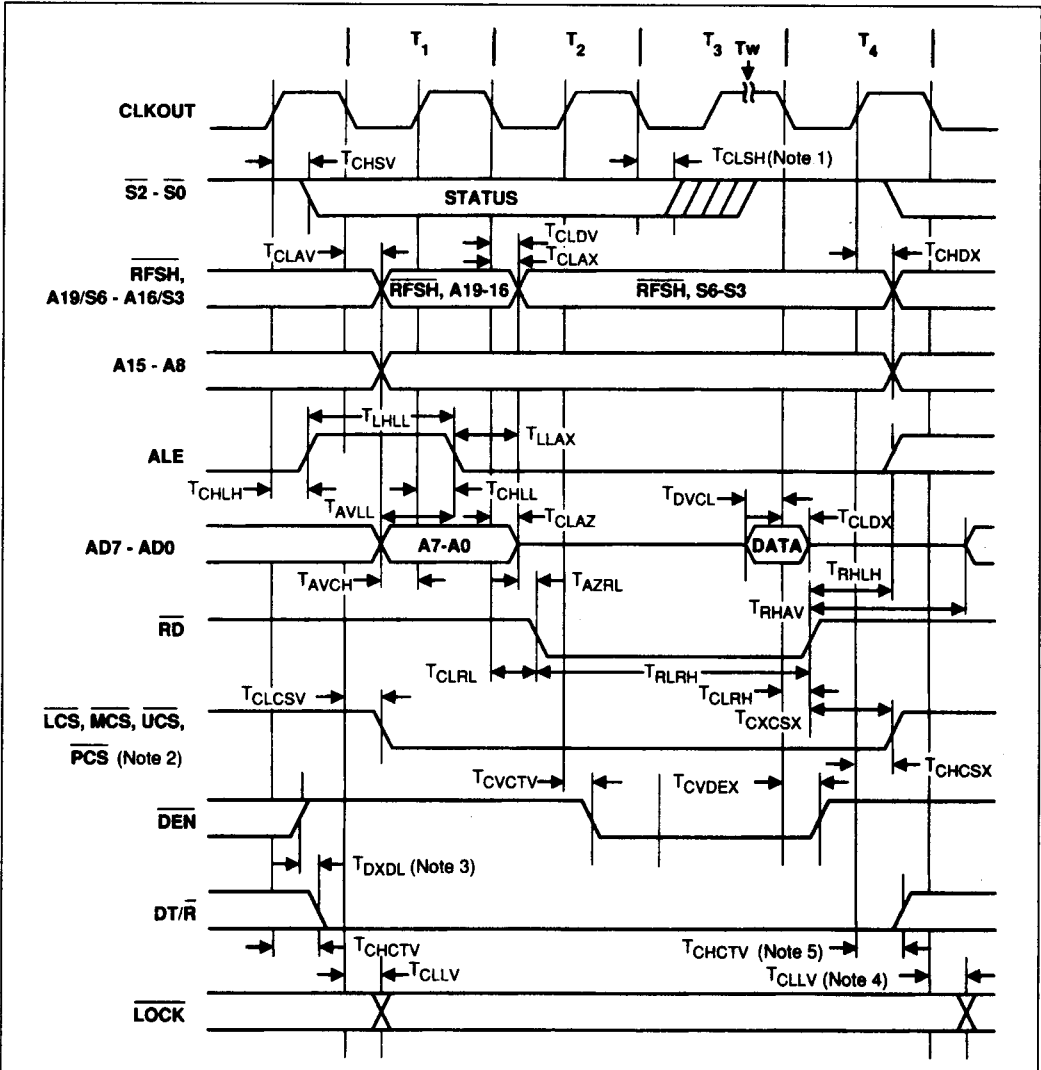 T1 T2 T3 Tw T4
CLKOUT
TCHSV TCLSH (Note 1)
S2 - S0 STATUS
TCLAV TCLDV TCLAX TCHDX
RFSH,
A19/S6 - A16/S3 RFSH, A19-16 RFSH, S6-S3
A15 - A8
TLHLL
TLLAX
ALE
TCHLH TCHLL TDVCL
TAVLL TCLAZ TCLDX
AD7 - AD0 A7-A0 DATA
TRHLH
TAVCH TAZRL
TRHAV
RD
TCLRL TRLRH
TCLCSV TCLRH
LCS, MCS, UCS, TCXCSX
PCS (Note 2)
TCVCTV TCVDEX TCHCSX
DEN
TDXDL (Note 3)
DT/R
TCHCTV TCHCTV (Note 5)
TCLLV TCLLV (Note 4)
LOCK